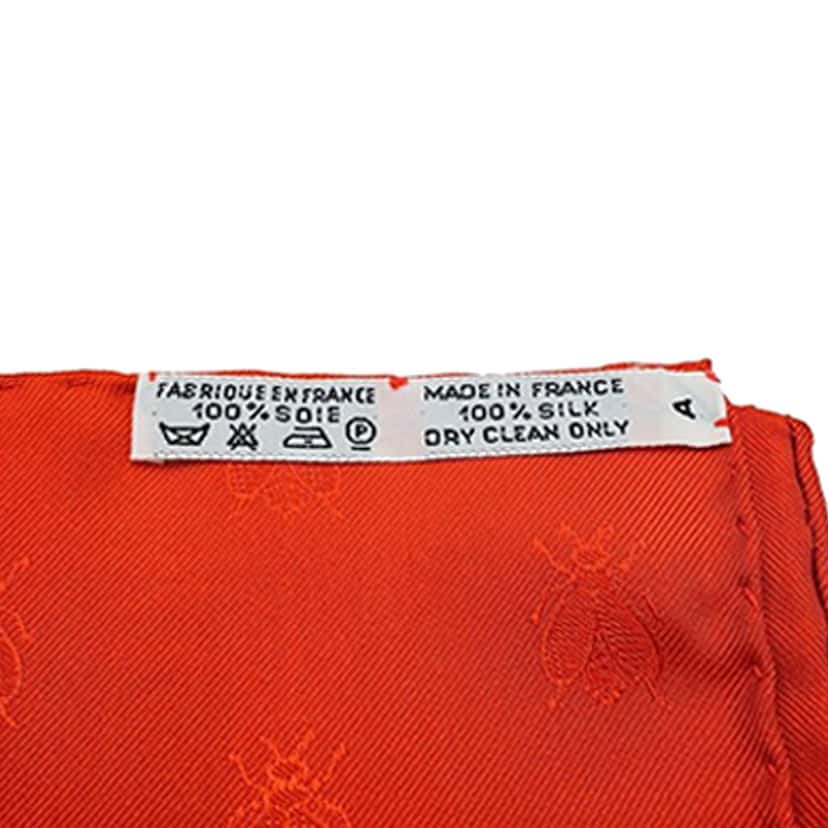 FABRIQUE EN FRANCE
100% SOIE
P
MADE IN FRANCE
100% SILK
DRY CLEAN ONLY
A